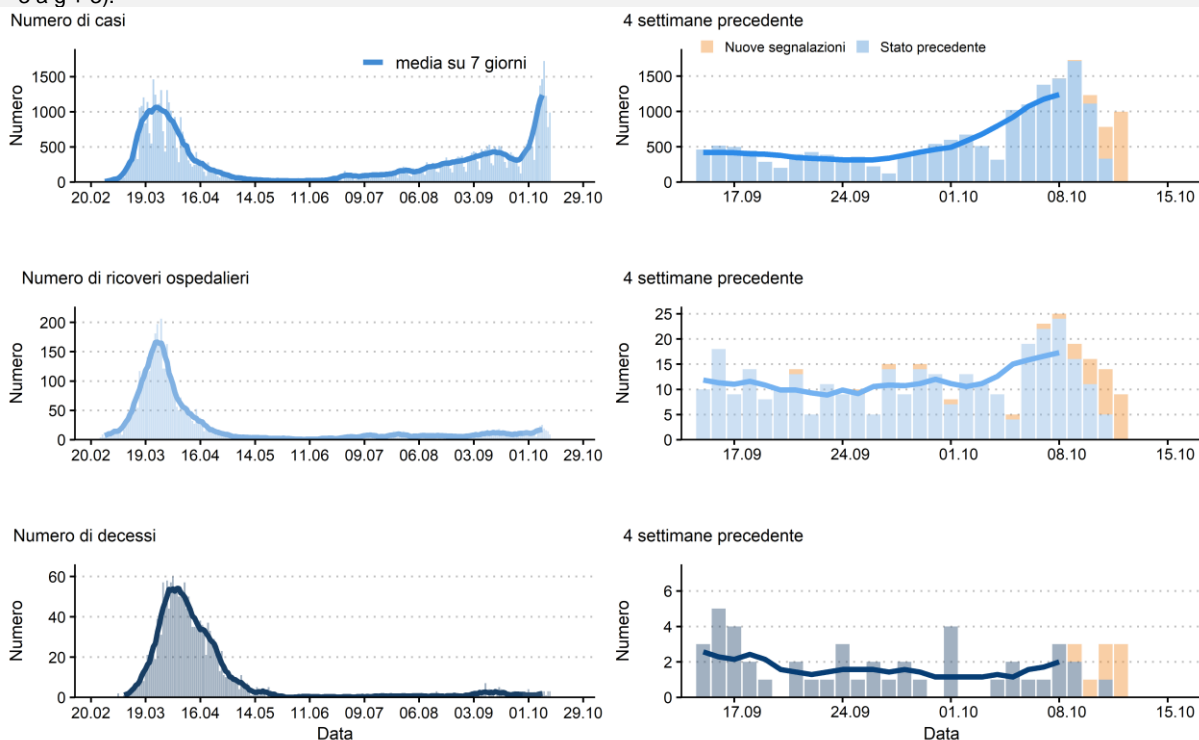 Numero di casi
4 settimane precedente
Nuove segnalazioni Stato precedente
media su 7 giorni
Numero
1500
1000
500
0
20.02 19.03 16.04 14.05 11.06 09.07 06.08 03.09 01.10 29.10
Numero
1500
1000
500
0
17.09 24.09 01.10 08.10 15.10
Numero di ricoveri ospedalieri
4 settimane precedente
Numero
200
150
100
50
0
20.02 19.03 16.04 14.05 11.06 09.07 06.08 03.09 01.10 29.10
Numero
25
20
15
10
5
0
17.09 24.09 01.10 08.10 15.10
Numero di decessi
4 settimane precedente
Numero
60
40
20
0
20.02 19.03 16.04 14.05 11.06 09.07 06.08 03.09 01.10 29.10
Data
Numero
6
4
2
0
17.09 24.09 01.10 08.10 15.10
Data